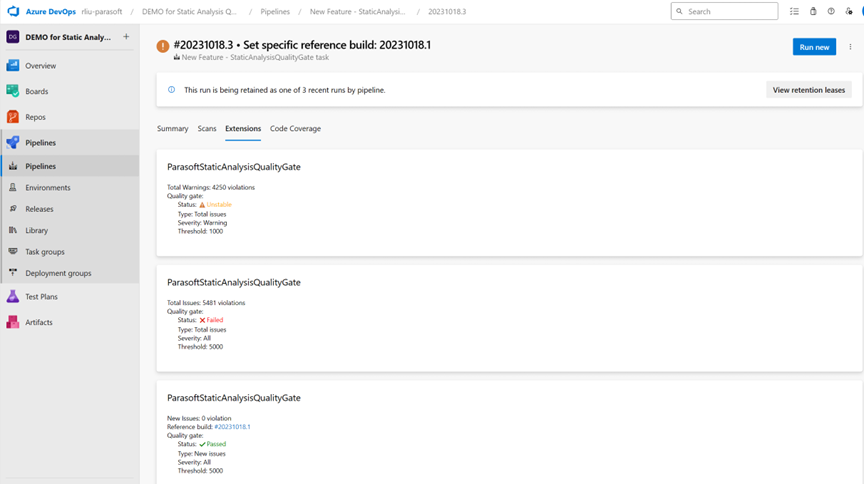 Azure DevOps rliu-parasoft / DEMO for Static Analysis Q... / Pipelines / New Feature - StaticAnalysi... / 20231018.3
Search
DG DEMO for Static Analy... +
Overview
Boards
Repos
Pipelines
Pipelines
Environments
Releases
Library
Task groups
Deployment groups
Test Plans
Artifacts
#20231018.3 • Set specific reference build: 20231018.1
New Feature - StaticAnalysisQualityGate task
Run new
This run is being retained as one of 3 recent runs by pipeline.
View retention leases
Summary Scans Extensions Code Coverage
ParasoftStaticAnalysisQualityGate
Total Warnings: 4250 violations
Quality gate:
Status: Unstable
Type: Total issues
Severity: Warning
Threshold: 1000
ParasoftStaticAnalysisQualityGate
Total Issues: 5481 violations
Quality gate:
Status: Failed
Type: Total issues
Severity: All
Threshold: 5000
ParasoftStaticAnalysisQualityGate
New Issues: 0 violation
Reference build: #20231018.1
Quality gate:
Status: Passed
Type: New issues
Severity: All
Threshold: 5000